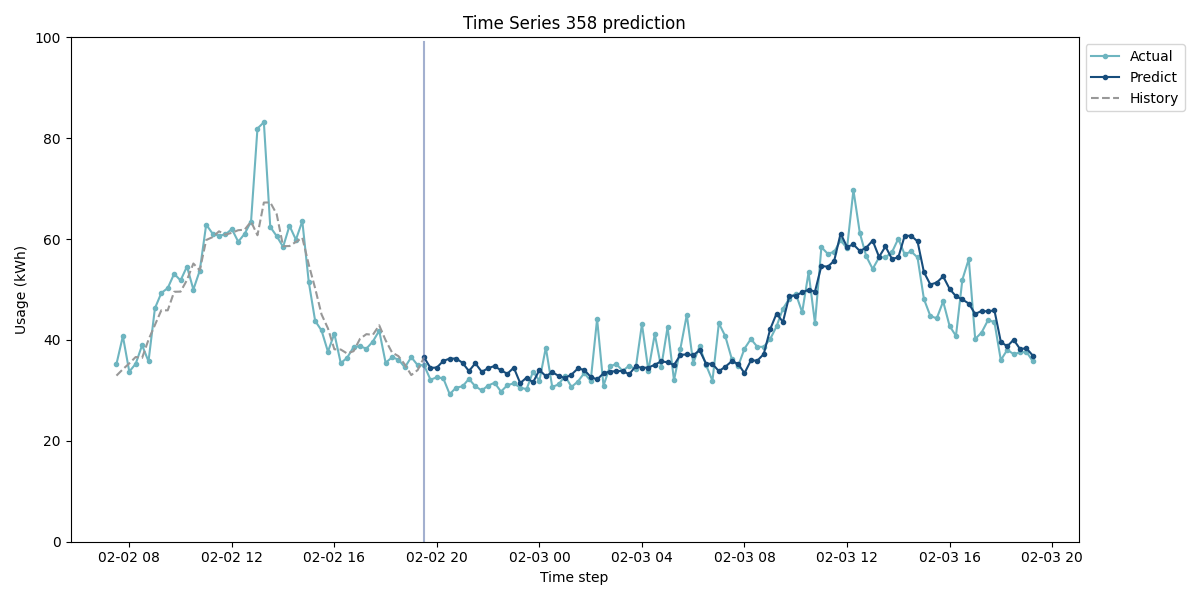 Time Series 358 prediction
100
80
60
40
20
0
Usage (kWh)
02-02 08 02-02 12 02-02 16 02-02 20 02-03 00 02-03 04 02-03 08 02-03 12 02-03 16 02-03 20
Time step
Actual
Predict
History